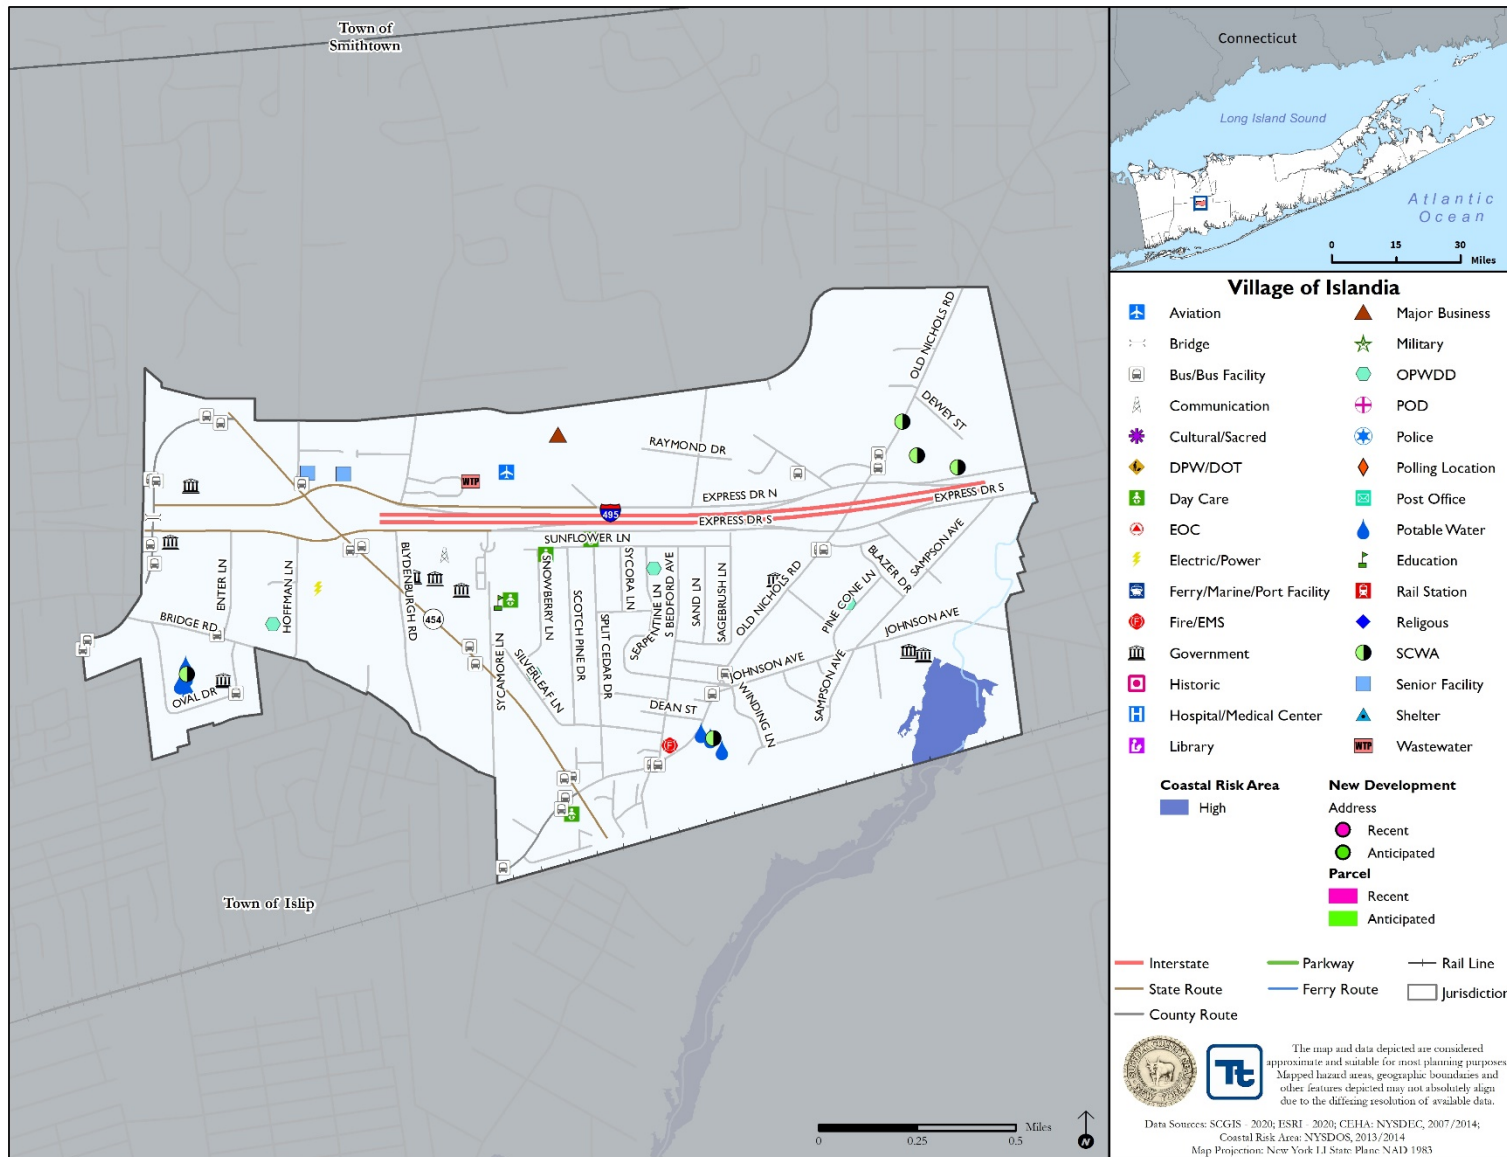 Town of
Smithtown
OLD NICHOLS RD
DEWEY ST
RAYMOND DR
WTP
EXPRESS DR N
EXPRESS DR S
495
EXPRESS DR S
SUNFLOWER LN
ENTER LN
HOFFMAN LN
BLYDENBURGH RD
SNOWBERRY LN
SCOTCH PINE DR
SYCORA LN
SERPENTINE LN
S BEDFORD AVE
SAND LN
SAGEBRUSH LN
OLD NICHOLS RD
PINE CONE LN
BLAZER DR
SAMPSON AVE
454
BRIDGE RD
SPLIT CEDAR DR
JOHNSON AVE
OVAL DR
SYCAMORE LN
SILVERLEAF LN
JOHNSON AVE
SAMPSON AVE
DEAN ST
WINDING LN
F
Town of Islip
0 0.25 0.5 Miles
N
Connecticut
Long Island Sound
Atlantic
Ocean
0 15 30
Miles
Village of Islandia
Aviation
Bridge
Bus/Bus Facility
Communication
Cultural/Sacred
DPW/DOT
Day Care
EOC
Electric/Power
Ferry/Marine/Port Facility
Fire/EMS
Government
Historic
Hospital/Medical Center
Library
Major Business
Military
OPWDD
POD
Police
Polling Location
Post Office
Potable Water
Education
Rail Station
Religous
SCWA
Senior Facility
Shelter
WTP Wastewater
Coastal Risk Area
High
New Development
Address
Recent
Anticipated
Parcel
Recent
Anticipated
Interstate
State Route
County Route
Parkway
Ferry Route
Rail Line
Jurisdiction
Tt
The map and data depicted are considered
approximate and suitable for most planning purposes.
Mapped hazard areas, geographic boundaries and
other features depicted may not absolutely align
due to the differing resolution of available data.
Data Sources: SCGIS - 2020; ESRI - 2020; CEHA: NYSDEC, 2007/2014;
Coastal Risk Area: NYSDOS, 2013/2014
Map Projection: New York LI State Plane NAD 1983